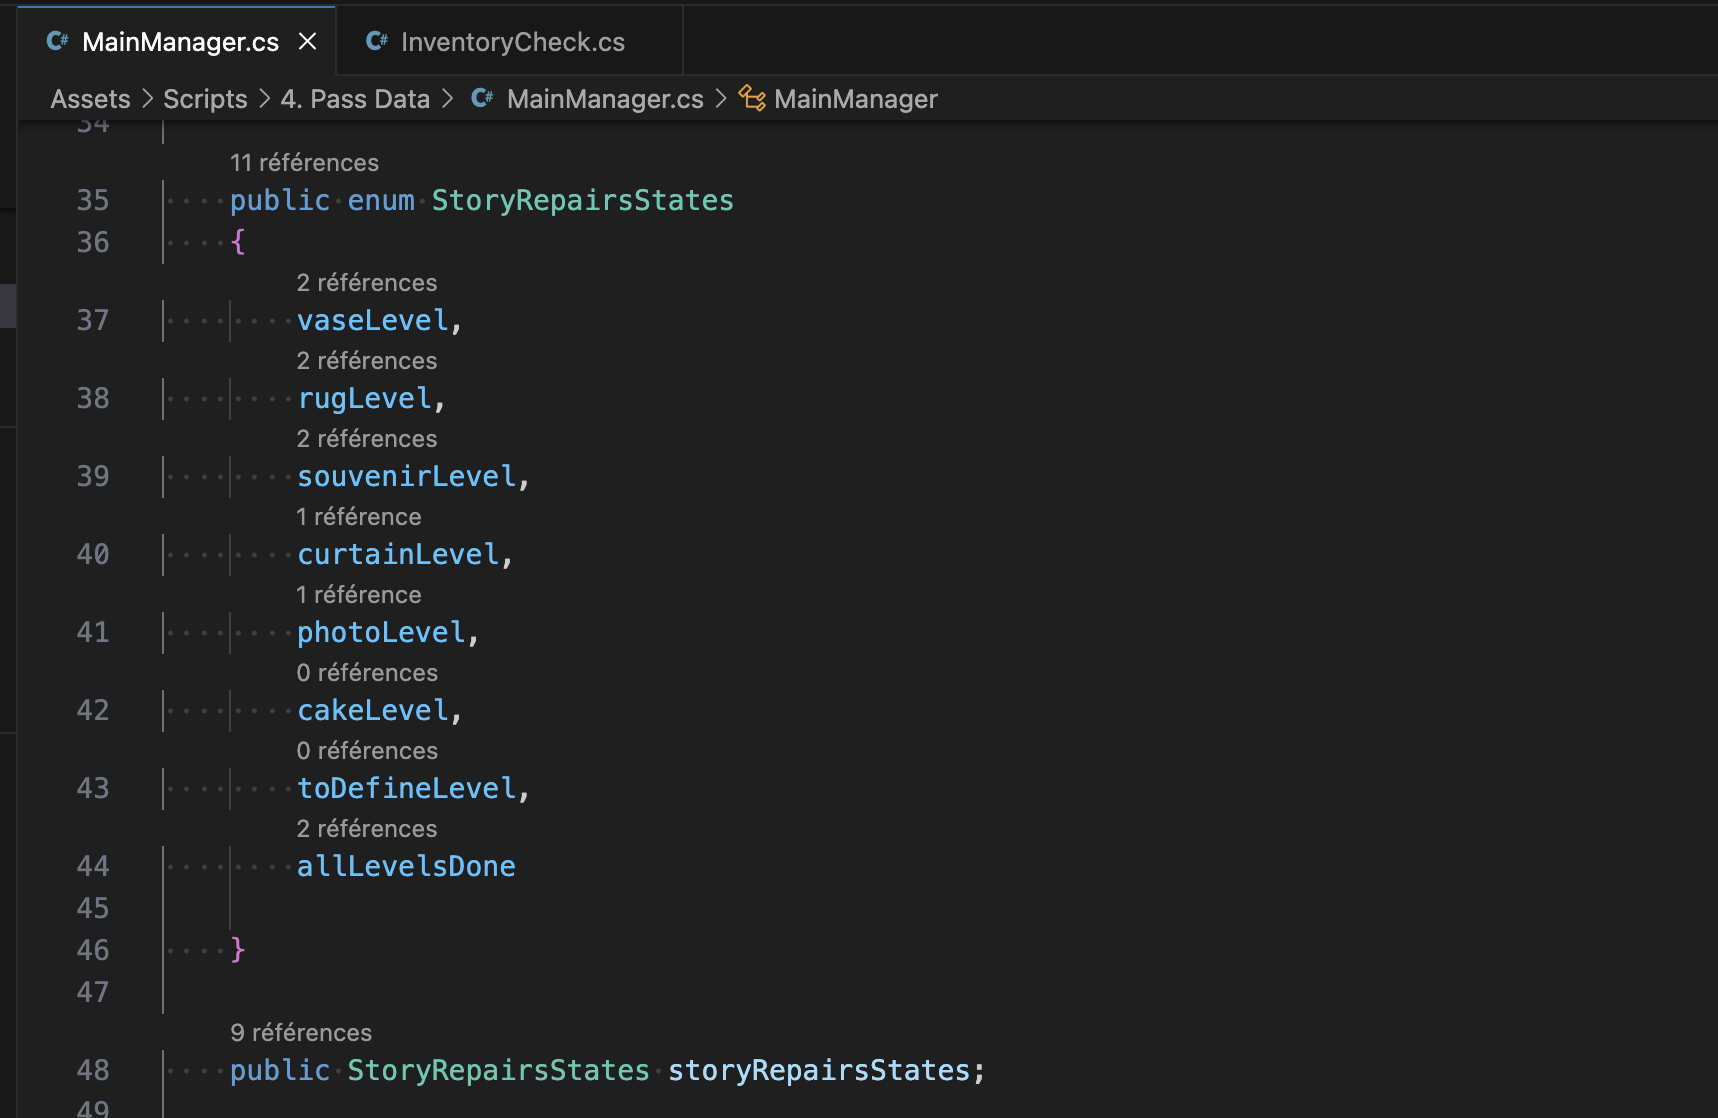 C# MainManager.cs × C# InventoryCheck.cs
Assets > Scripts > 4. Pass Data > C# MainManager.cs > MainManager
34
11 références
35 public enum StoryRepairsStates
36 {
2 références
37 vaseLevel,
2 références
38 rugLevel,
2 références
39 souvenirLevel,
1 référence
40 curtainLevel,
1 référence
41 photoLevel,
0 références
42 cakeLevel,
0 références
43 toDefineLevel,
2 références
44 allLevelsDone
45
46 }
47
9 références
48 public StoryRepairsStates storyRepairsStates;
49